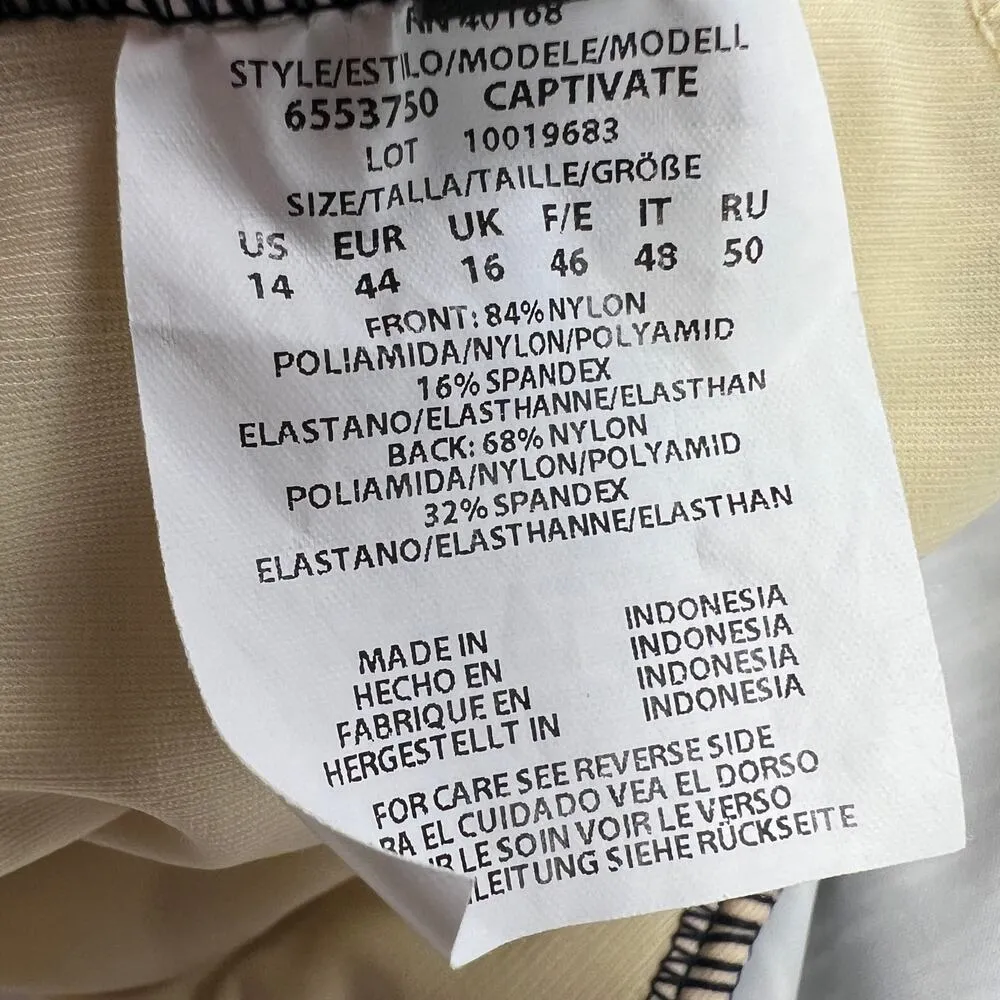 RN 40168
STYLE/ESTILO/MODELE/MODELL
6553750 CAPTIVATE
LOT 10019683
SIZE/TALLA/TAILLE/GRÖßE
US EUR UK F/E IT RU
14 44 16 46 48 50
FRONT: 84% NYLON
POLIAMIDA/NYLON/POLYAMID
16% SPANDEX
ELASTANO/ELASTHANNE/ELASTHAN
BACK: 68% NYLON
POLIAMIDA/NYLON/POLYAMID
32% SPANDEX
ELASTANO/ELASTHANNE/ELASTHAN
MADE IN INDONESIA
HECHO EN INDONESIA
FABRIQUE EN INDONESIA
HERGESTELLT IN INDONESIA
FOR CARE SEE REVERSE SIDE
RA EL CUIDADO VEA EL DORSO
LE SOIN VOIR LE VERSO
LEITUNG SIEHE RÜCKSEITE